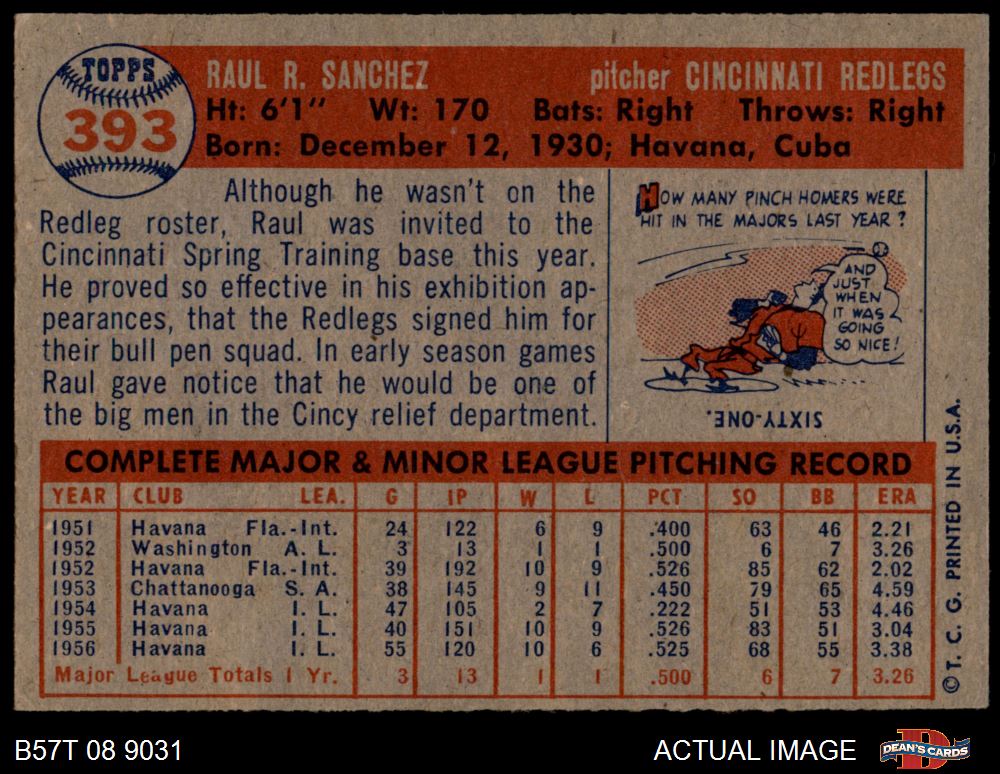 TOPPS
393
RAUL R. SANCHEZ pitcher CINCINNATI REDLEGS
Ht: 6'1" Wt: 170 Bats: Right Throws: Right
Born: December 12, 1930; Havana, Cuba
Although he wasn't on the
Redleg roster, Raul was invited to the
Cincinnati Spring Training base this year.
He proved so effective in his exhibition ap-
pearances, that the Redlegs signed him for
their bull pen squad. In early season games
Raul gave notice that he would be one of
the big men in the Cincy relief department.
HOW MANY PINCH HOMERS WERE
HIT IN THE MAJORS LAST YEAR?
AND
JUST
WHEN
IT WAS
GOING
SO NICE!
SIXTY-ONE.
COMPLETE MAJOR & MINOR LEAGUE PITCHING RECORD
YEAR CLUB LEA. G IP W L PCT SO BB ERA
1951 Havana Fla.-Int. 24 122 6 9 .400 63 46 2.21
1952 Washington A. L. 3 13 1 1 .500 6 7 3.26
1952 Havana Fla.-Int. 39 192 10 9 .526 85 62 2.02
1953 Chattanooga S. A. 38 145 9 11 .450 79 65 4.59
1954 Havana I. L. 47 105 2 7 .222 51 53 4.46
1955 Havana I. L. 40 151 10 9 .526 83 51 3.04
1956 Havana I. L. 55 120 10 6 .525 68 55 3.38
Major League Totals 1 Yr. 3 13 1 1 .500 6 7 3.26
© T. C. G. PRINTED IN U.S.A.
B57T 08 9031
ACTUAL IMAGE
DEAN'S CARDS